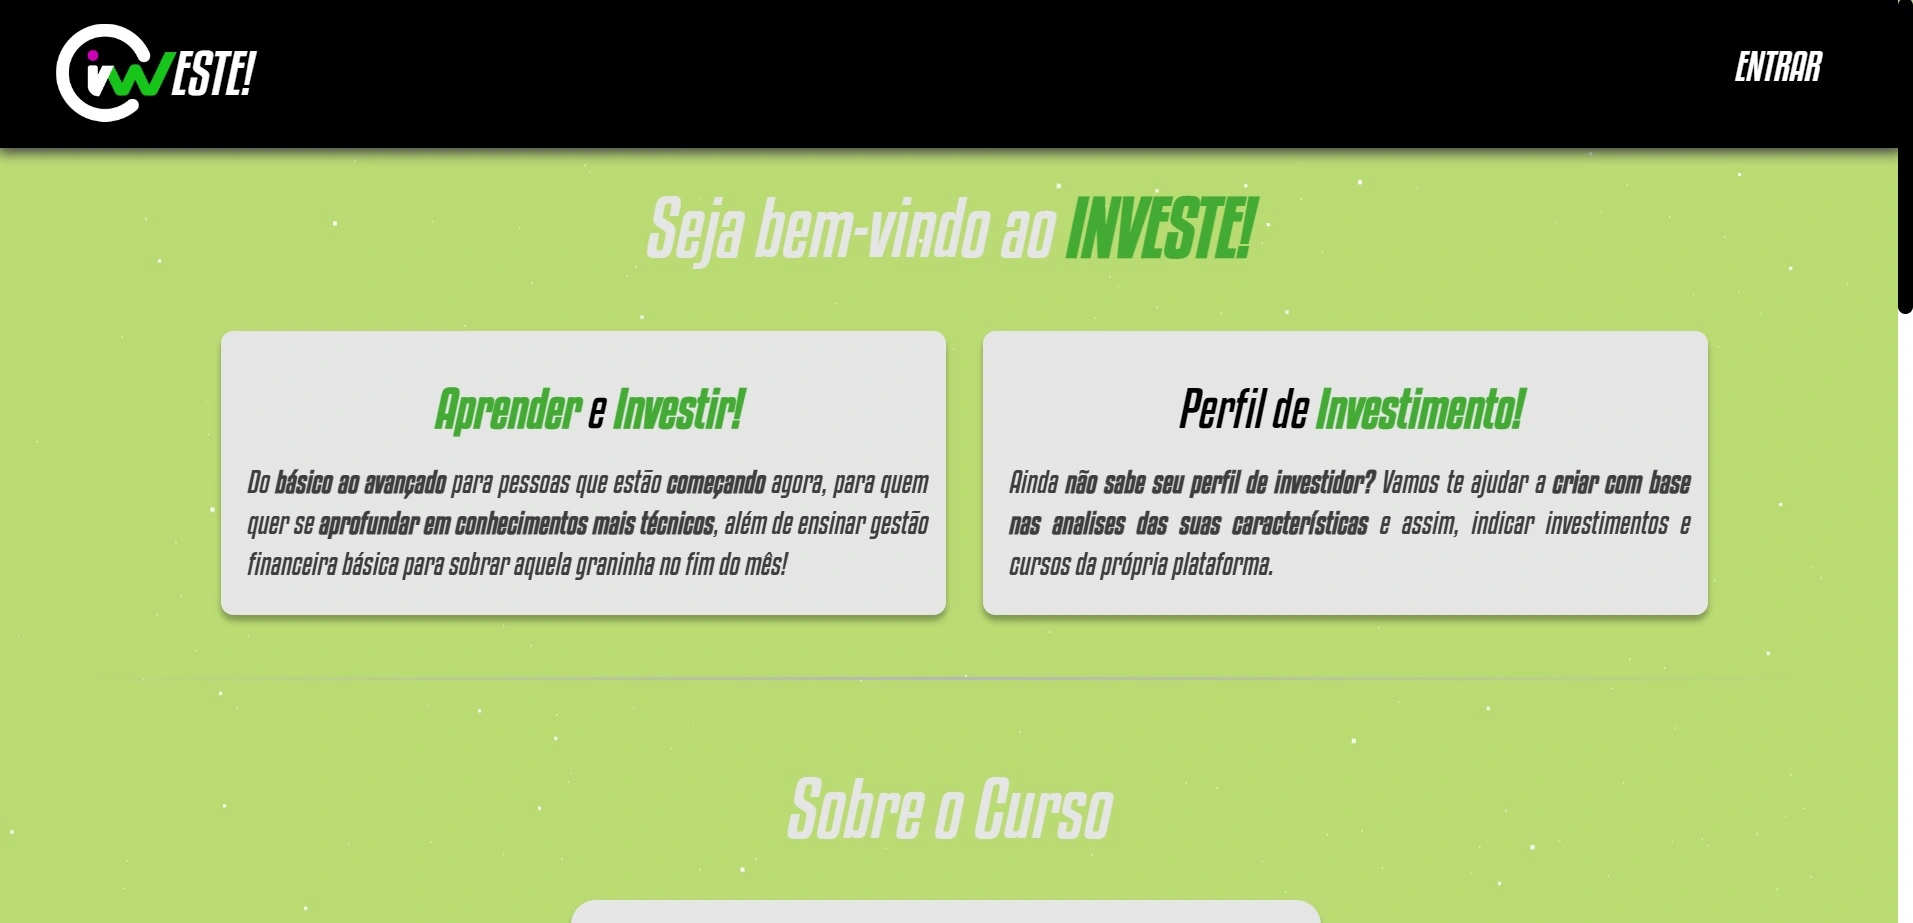 inVESTE!
ENTRAR
Seja bem-vindo ao INVESTE!
Aprender e Investir!
Do básico ao avançado para pessoas que estão começando agora, para quem
quer se aprofundar em conhecimentos mais técnicos, além de ensinar gestão
financeira básica para sobrar aquela graninha no fim do mês!
Perfil de Investimento!
Ainda não sabe seu perfil de investidor? Vamos te ajudar a criar com base
nas analises das suas características e assim, indicar investimentos e
cursos da própria plataforma.
Sobre o Curso